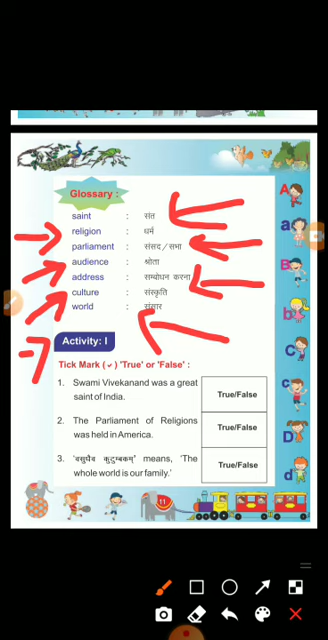 Glossary :
saint : संत
religion : धर्म
parliament : संसद/सभा
audience : श्रोता
address : सम्बोधन करना
culture : संस्कृति
world : संसार
Activity: I
Tick Mark (✓) 'True' or 'False' :
1. Swami Vivekanand was a great saint of India. True/False
2. The Parliament of Religions was held in America. True/False
3. 'वसुधैव कुटुम्बकम्' means, 'The whole world is our family.' True/False
A
a
B
b
C
c
D
d
11